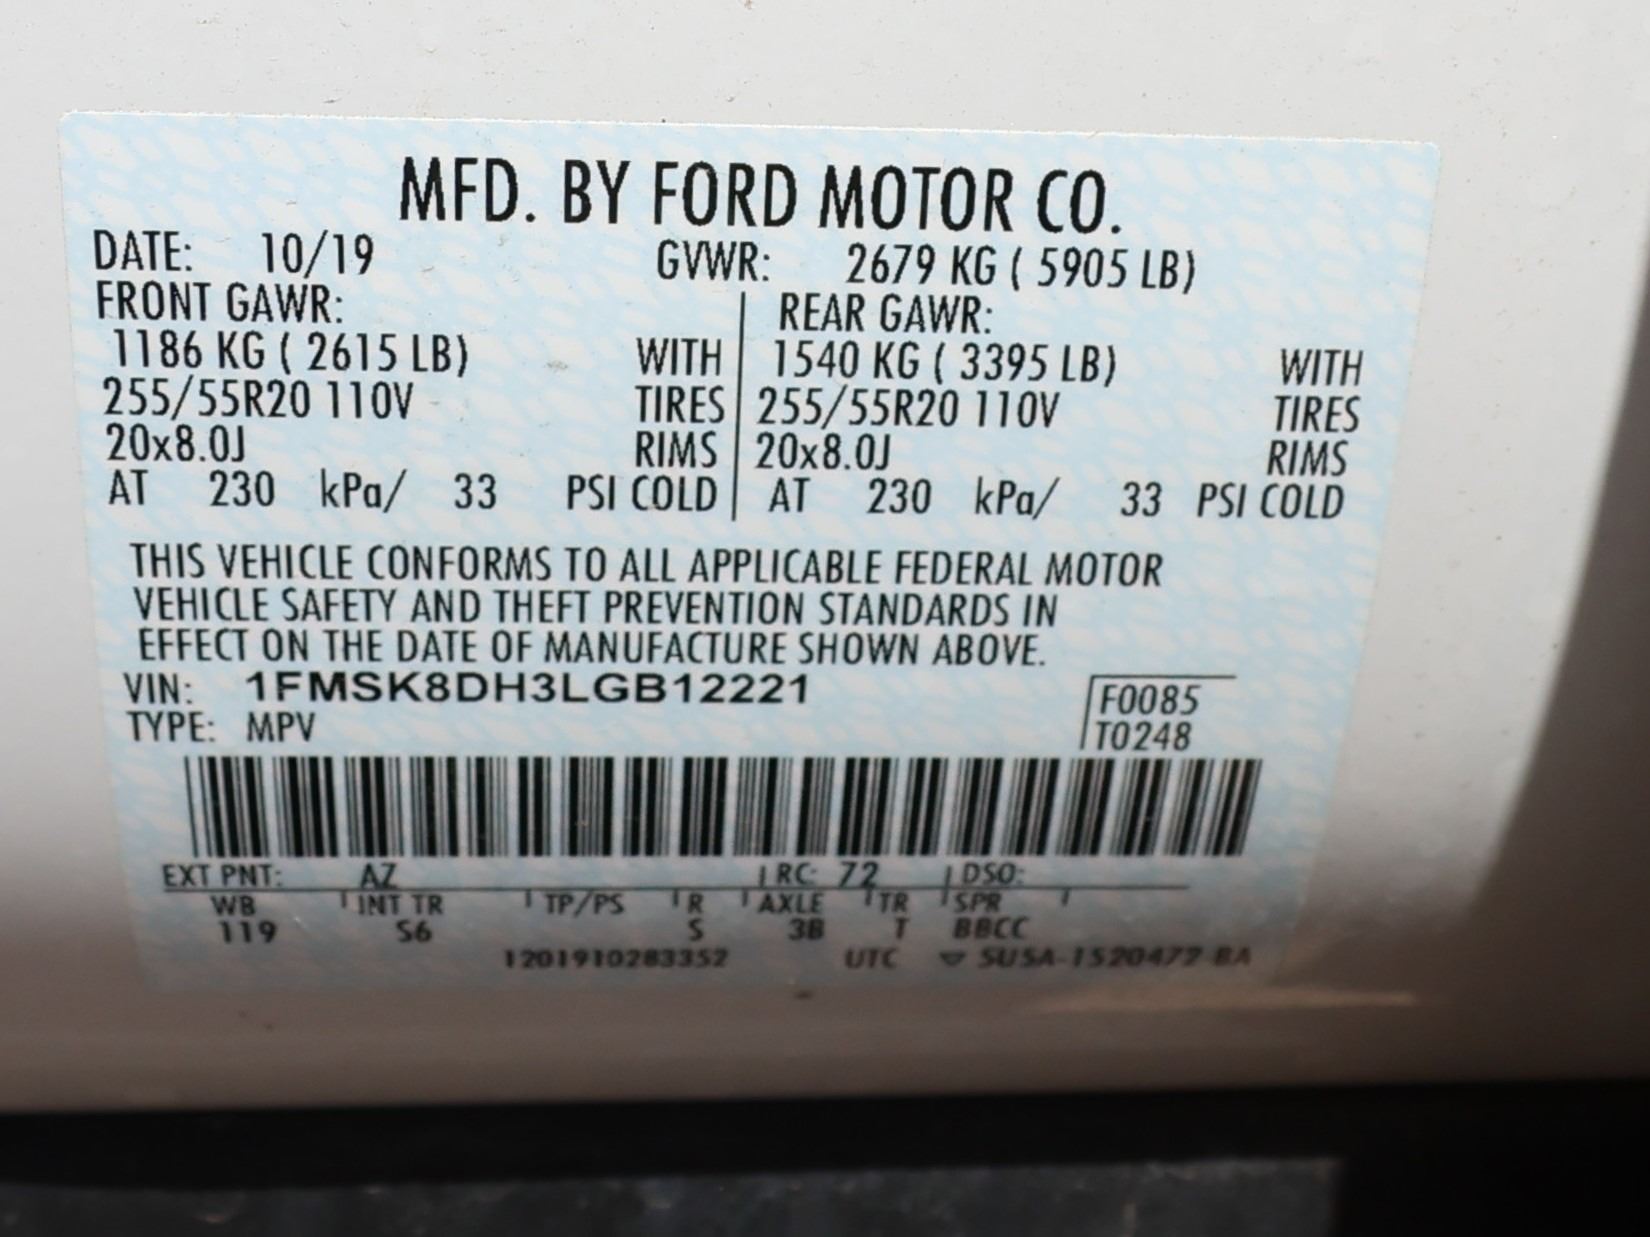 MFD. BY FORD MOTOR CO.
DATE: 10/19 GVWR: 2679 KG ( 5905 LB)
FRONT GAWR: REAR GAWR:
1186 KG ( 2615 LB) WITH 1540 KG ( 3395 LB) WITH
255/55R20 110V TIRES 255/55R20 110V TIRES
20x8.0J RIMS 20x8.0J RIMS
AT 230 kPa/ 33 PSI COLD AT 230 kPa/ 33 PSI COLD
THIS VEHICLE CONFORMS TO ALL APPLICABLE FEDERAL MOTOR
VEHICLE SAFETY AND THEFT PREVENTION STANDARDS IN
EFFECT ON THE DATE OF MANUFACTURE SHOWN ABOVE.
VIN: 1FMSK8DH3LGB12221 F0085
TYPE: MPV T0248
EXT PNT: AZ RC: 72 DSO:
WB INT TR TP/PS R AXLE TR SPR
119 S6 S 3B T BBCC
1201910283352 UTC ▽ 5U5A-1520472-BA